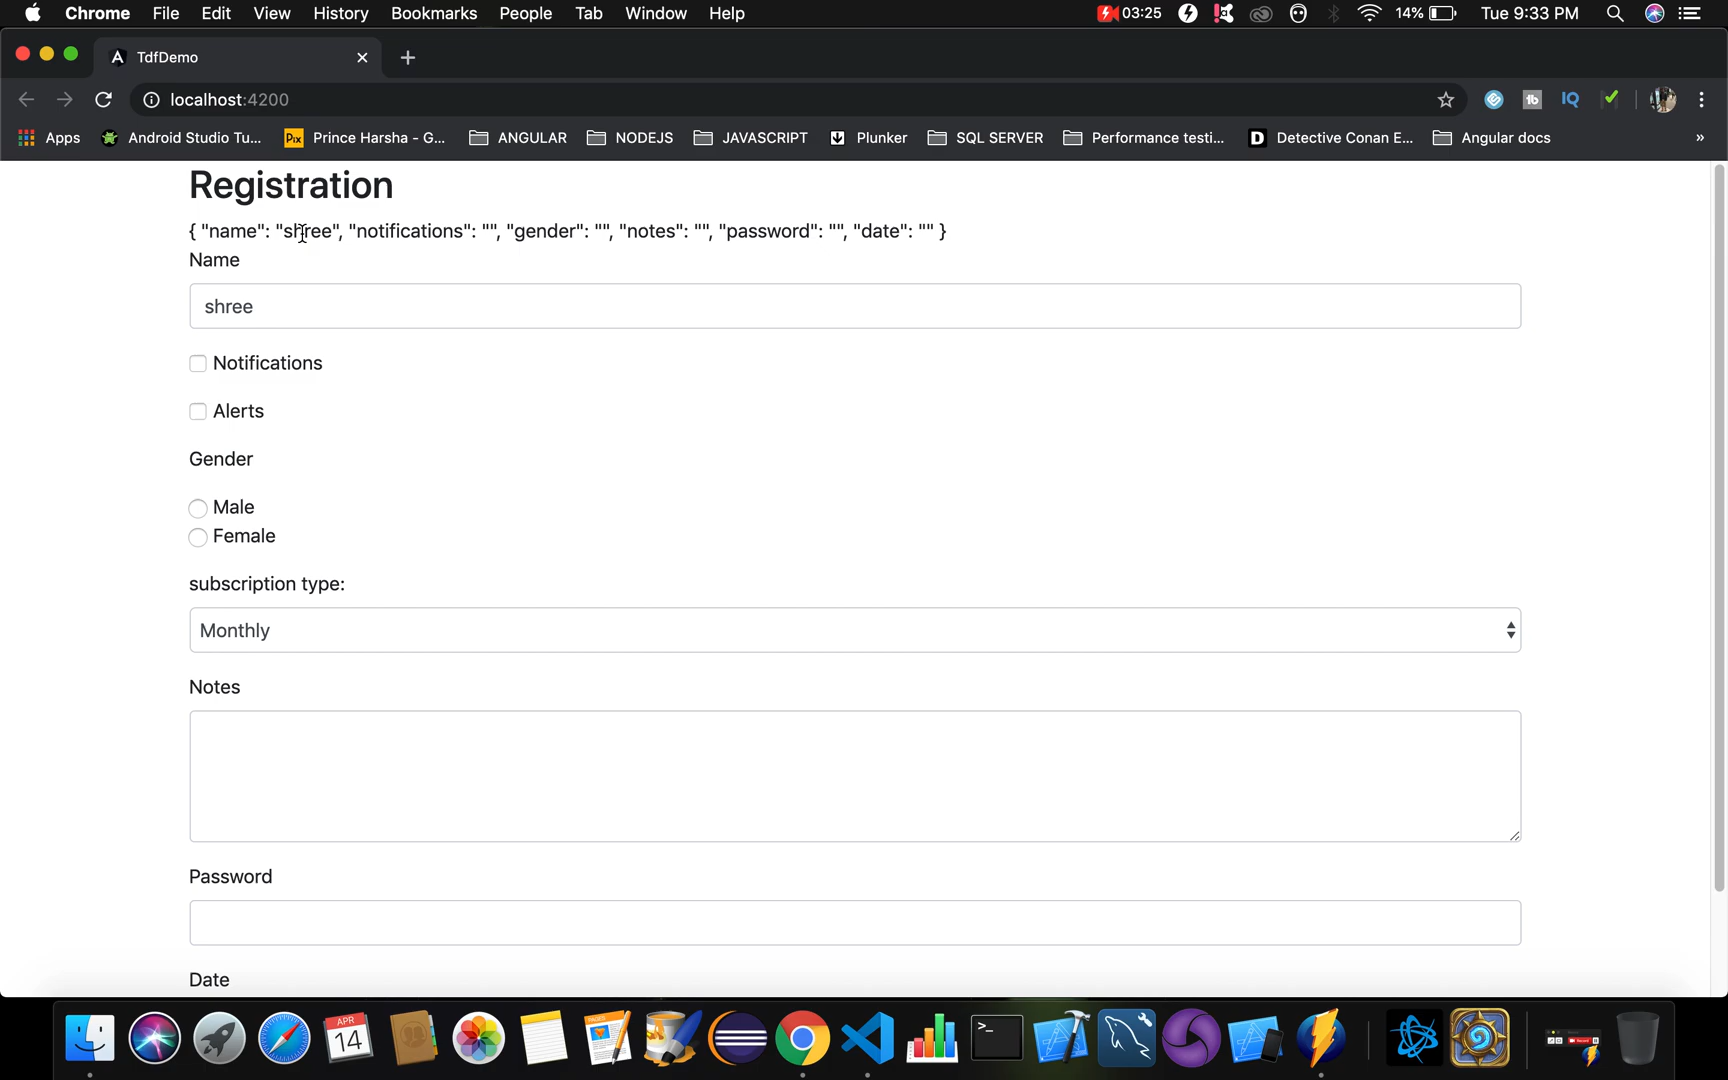 Chrome File Edit View History Bookmarks People Tab Window Help 03:25 14% Tue 9:33 PM
TdfDemo
localhost:4200
Apps Android Studio Tu... Pix Prince Harsha - G... ANGULAR NODEJS JAVASCRIPT Plunker SQL SERVER Performance testi... D Detective Conan E... Angular docs »
Registration
{ "name": "shree", "notifications": "", "gender": "", "notes": "", "password": "", "date": "" }
Name
shree
Notifications
Alerts
Gender
Male
Female
subscription type:
Monthly
Notes
Password
Date
APR
14